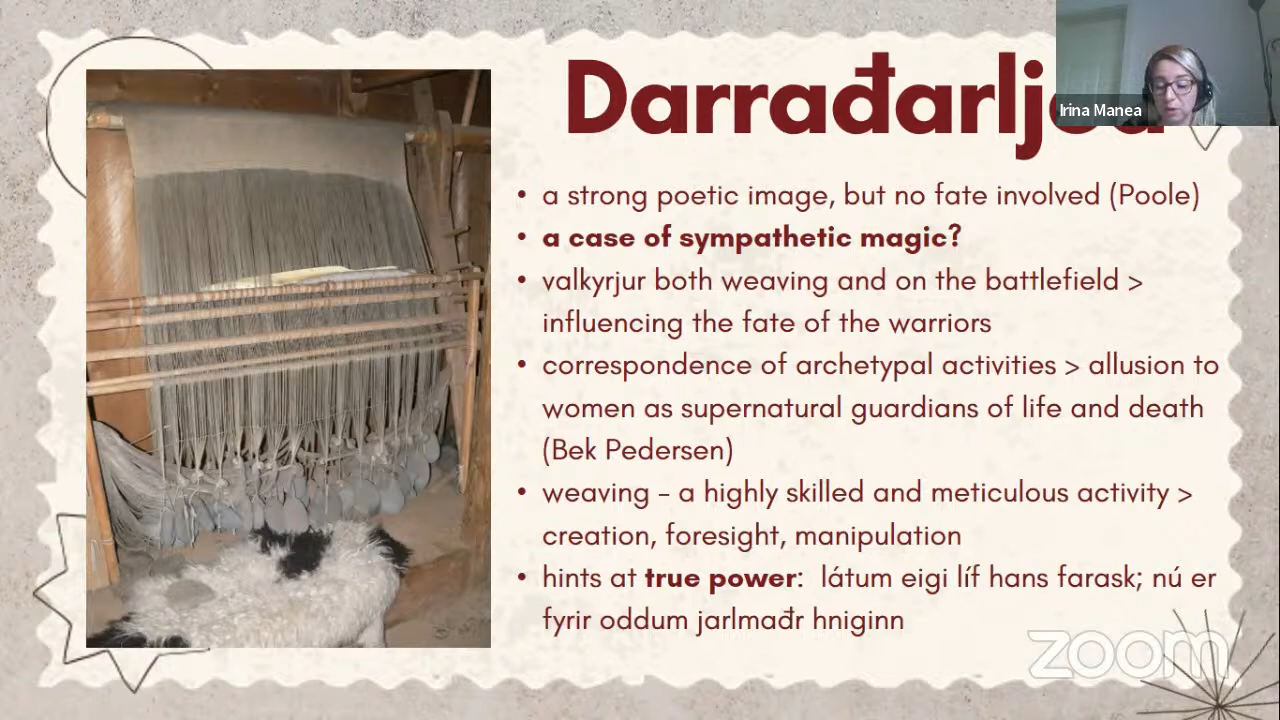 Irina Manea
• a strong poetic image, but no fate involved (Poole)
• a case of sympathetic magic?
• valkyrjur both weaving and on the battlefield >
influencing the fate of the warriors
• correspondence of archetypal activities > allusion to
women as supernatural guardians of life and death
(Bek Pedersen)
• weaving – a highly skilled and meticulous activity >
creation, foresight, manipulation
• hints at true power: látum eigi líf hans farask; nú er
fyrir oddum jarlmađr hniginn
zoom